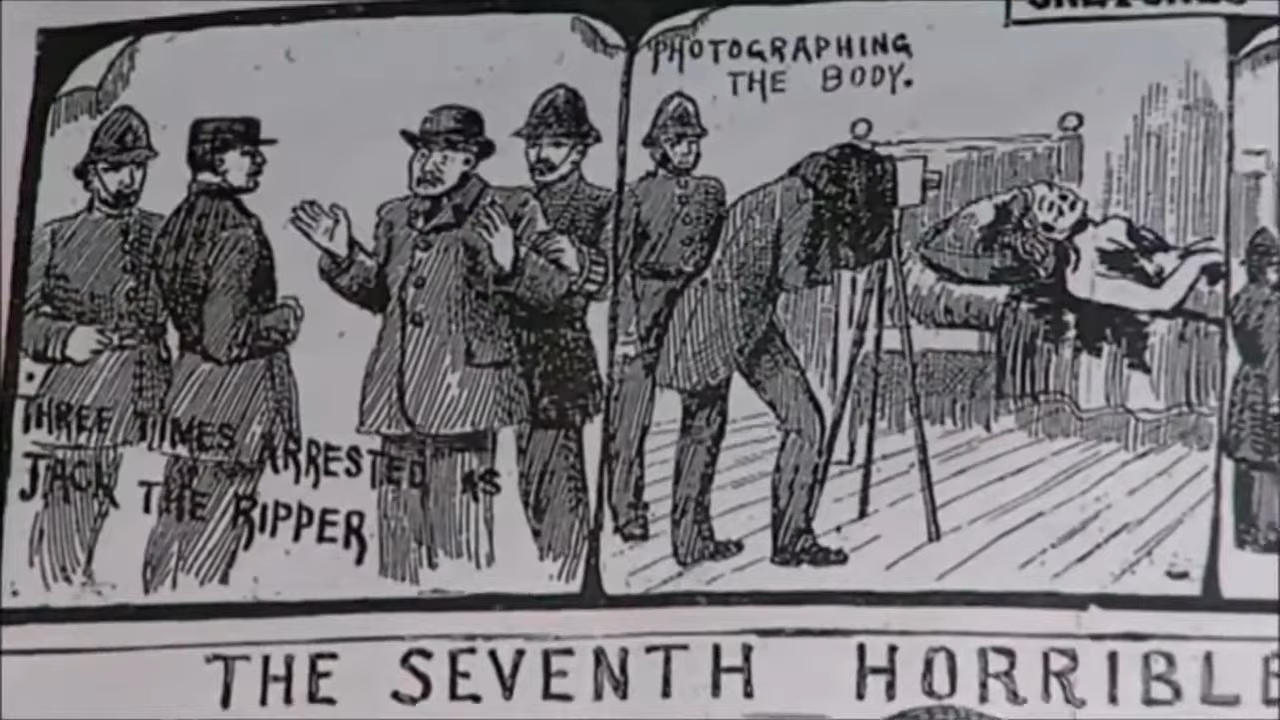 PHOTOGRAPHING
THE BODY.
THREE TIMES ARRESTED AS
JACK THE RIPPER
THE SEVENTH HORRIBLE